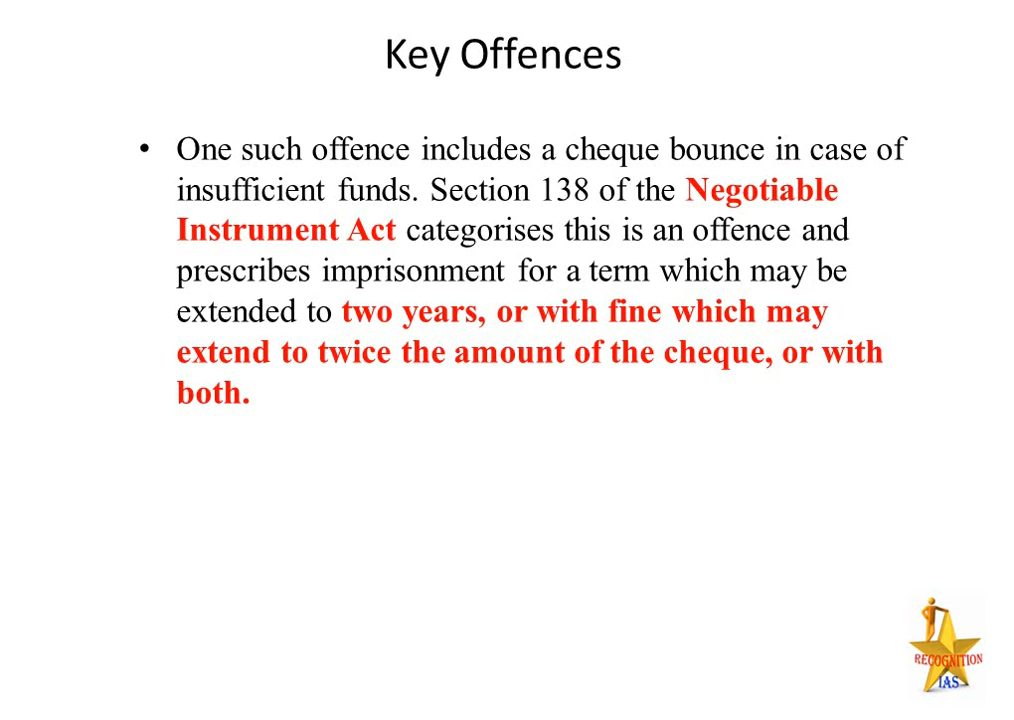 Key Offences
• One such offence includes a cheque bounce in case of
insufficient funds. Section 138 of the Negotiable
Instrument Act categorises this is an offence and
prescribes imprisonment for a term which may be
extended to two years, or with fine which may
extend to twice the amount of the cheque, or with
both.
RECOGNITION
IAS